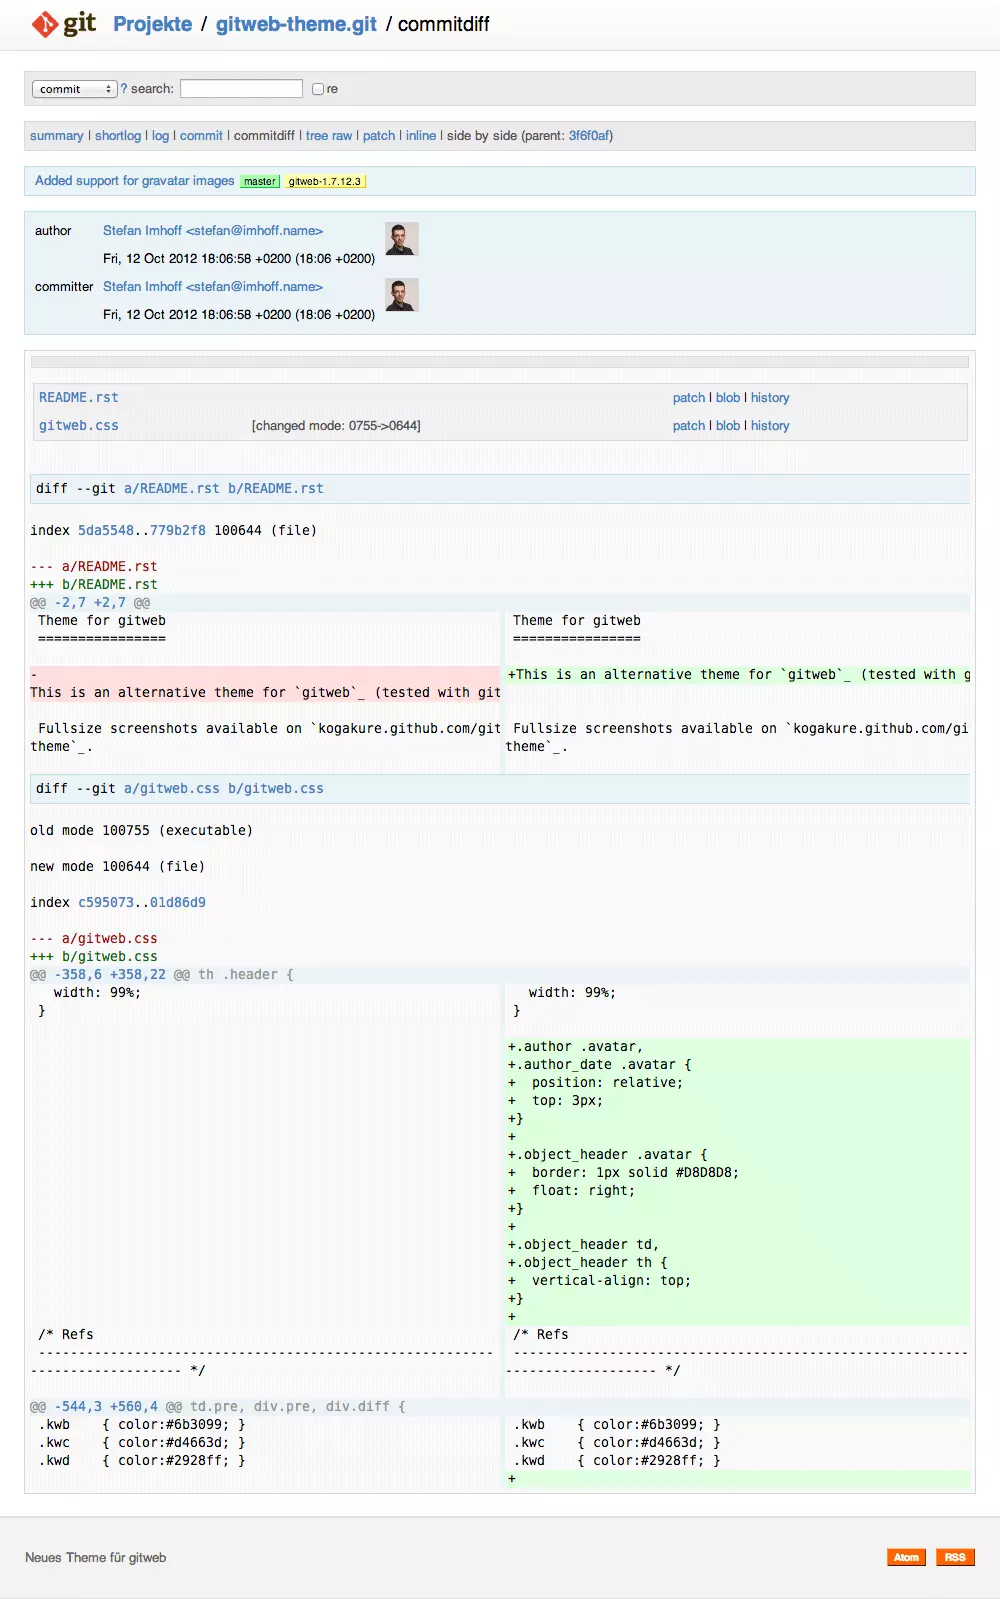 git Projekte / gitweb-theme.git / commitdiff
commit ? search: re
summary | shortlog | log | commit | commitdiff | tree raw | patch | inline | side by side (parent: 3f6f0af)
Added support for gravatar images master gitweb-1.7.12.3
author Stefan Imhoff <stefan@imhoff.name>
Fri, 12 Oct 2012 18:06:58 +0200 (18:06 +0200)
committer Stefan Imhoff <stefan@imhoff.name>
Fri, 12 Oct 2012 18:06:58 +0200 (18:06 +0200)
README.rst patch | blob | history
gitweb.css [changed mode: 0755->0644] patch | blob | history
diff --git a/README.rst b/README.rst
index 5da5548..779b2f8 100644 (file)
--- a/README.rst
+++ b/README.rst
@@ -2,7 +2,7 @@
Theme for gitweb Theme for gitweb
================ ================
- +This is an alternative theme for `gitweb`_ (tested with g
This is an alternative theme for `gitweb`_ (tested with git
Fullsize screenshots available on `kogakure.github.com/git Fullsize screenshots available on `kogakure.github.com/gi
theme`_. theme`_.
diff --git a/gitweb.css b/gitweb.css
old mode 100755 (executable)
new mode 100644 (file)
index c595073..01d86d9
--- a/gitweb.css
+++ b/gitweb.css
@@ -358,6 +358,22 @@ th .header {
width: 99%; width: 99%;
} }
+.author .avatar,
+.author_date .avatar {
+  position: relative;
+  top: 3px;
+}
+
+.object_header .avatar {
+  border: 1px solid #D8D8D8;
+  float: right;
+}
+
+.object_header td,
+.object_header th {
+  vertical-align: top;
+}
+
/* Refs /* Refs
--------------------------------------------------------- ---------------------------------------------------------
------------------- */ ------------------- */
@@ -544,3 +560,4 @@ td.pre, div.pre, div.diff {
.kwb    { color:#6b3099; } .kwb    { color:#6b3099; }
.kwc    { color:#d4663d; } .kwc    { color:#d4663d; }
.kwd    { color:#2928ff; } .kwd    { color:#2928ff; }
+
Neues Theme für gitweb Atom RSS